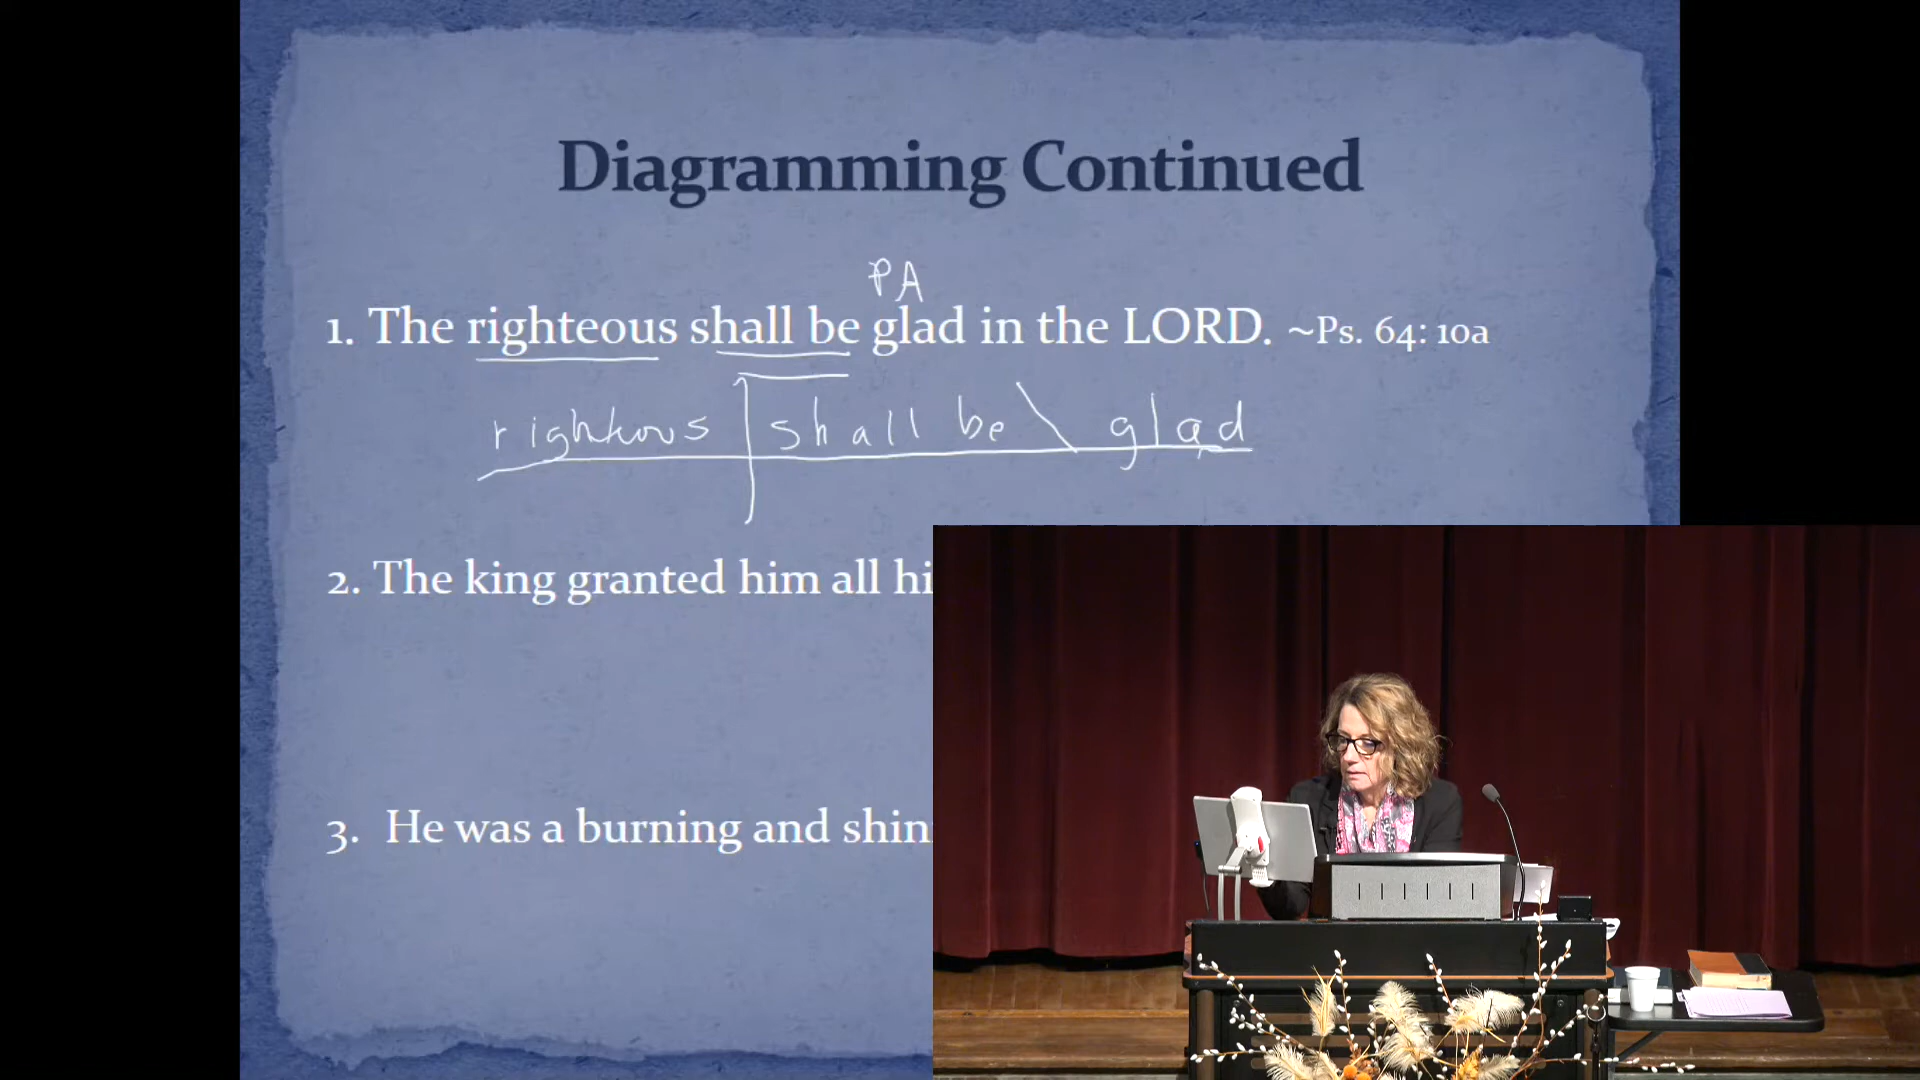 Diagramming Continued
PA
1. The righteous shall be glad in the LORD. ~Ps. 64: 10a
righteous shall be glad
2. The king granted him all hi
3. He was a burning and shin